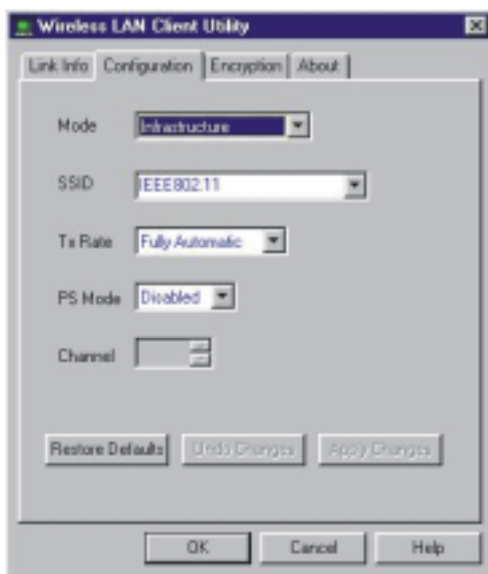 Wireless LAN Client Utility
Link Info Configuration Encryption About
Mode Infrastructure
SSID IEEE802.11
Tx Rate Fully Automatic
PS Mode Disabled
Channel
Restore Defaults Undo Changes Apply Changes
OK Cancel Help